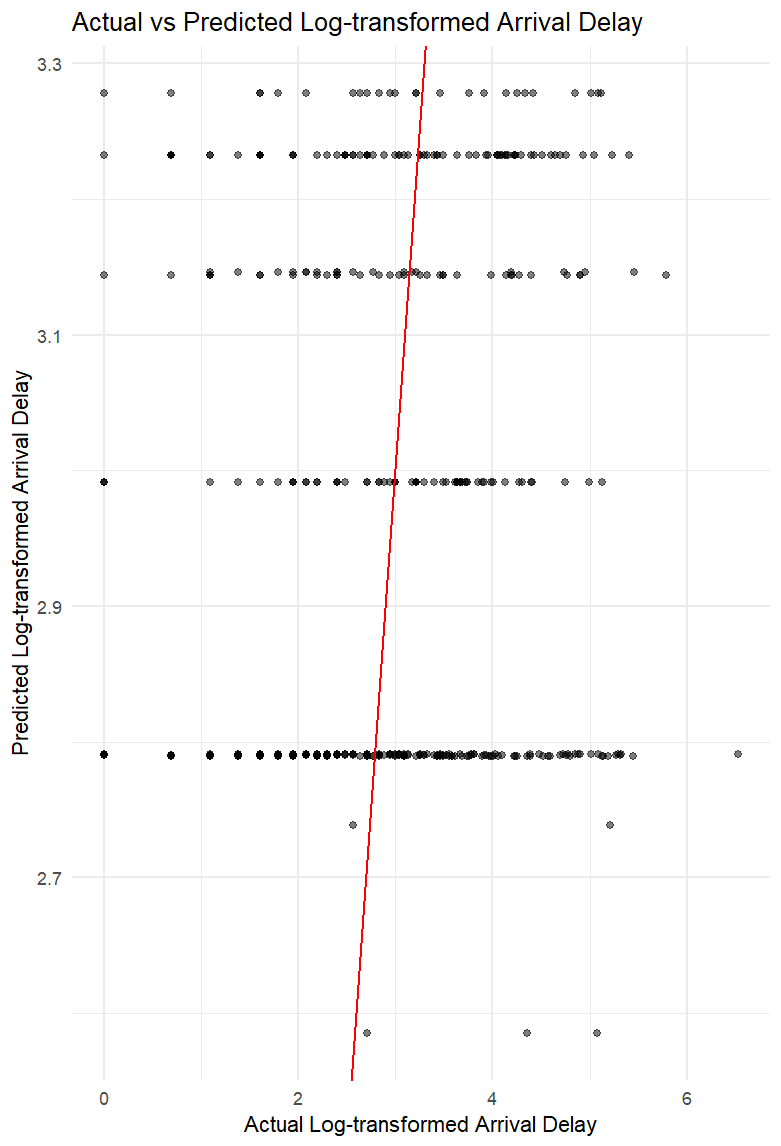 Actual vs Predicted Log-transformed Arrival Delay
Predicted Log-transformed Arrival Delay
3.3
3.1
2.9
2.7
0
2
4
6
Actual Log-transformed Arrival Delay